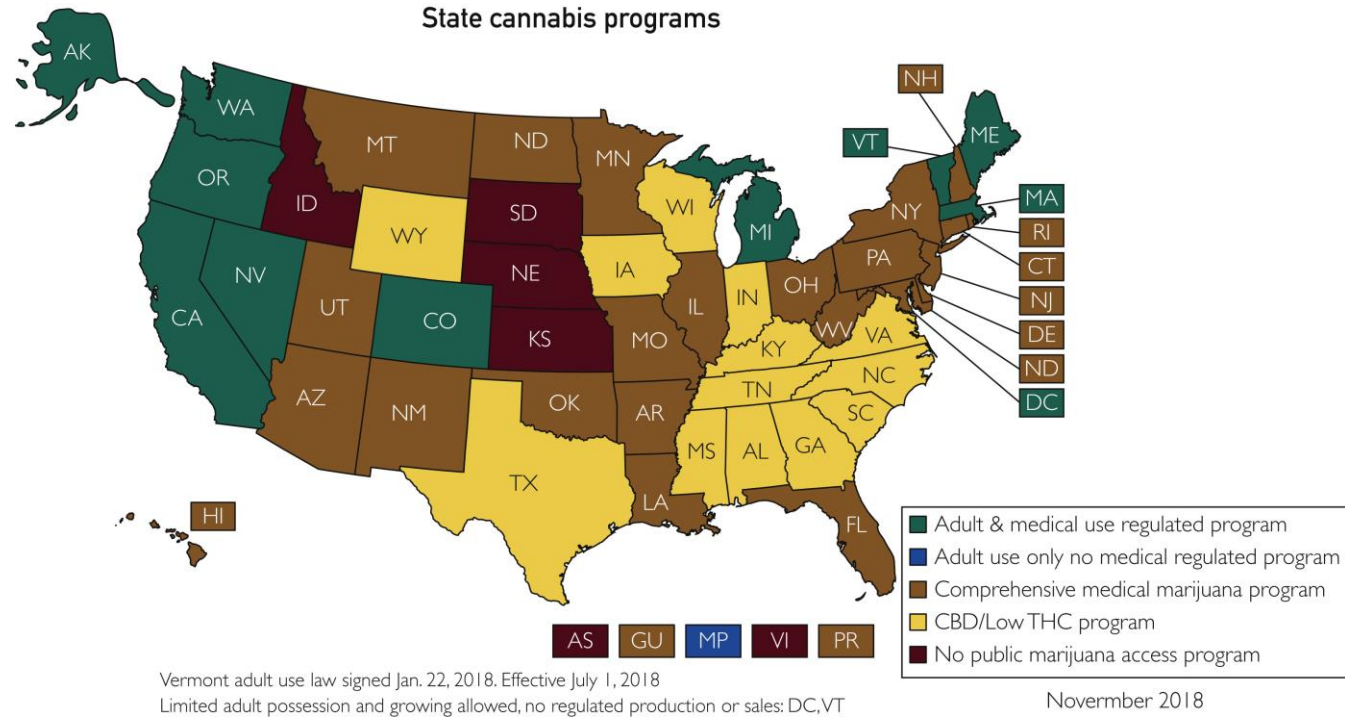 State cannabis programs
AK
WA
OR
CA
NV
ID
MT
WY
UT
CO
AZ
NM
ND
SD
NE
KS
OK
TX
MN
IA
MO
AR
LA
WI
IL
MI
IN
OH
KY
TN
MS
AL
GA
FL
SC
NC
VA
WV
PA
NY
ME
VT
NH
MA
RI
CT
NJ
DE
ND
DC
HI
AS GU MP VI PR
Adult & medical use regulated program
Adult use only no medical regulated program
Comprehensive medical marijuana program
CBD/Low THC program
No public marijuana access program
Vermont adult use law signed Jan. 22, 2018. Effective July 1, 2018
Limited adult possession and growing allowed, no regulated production or sales: DC, VT
Novermber 2018